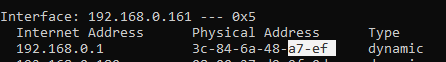 Interface: 192.168.0.161 --- 0x5
Internet Address Physical Address Type
192.168.0.1 3c-84-6a-48-a7-ef dynamic